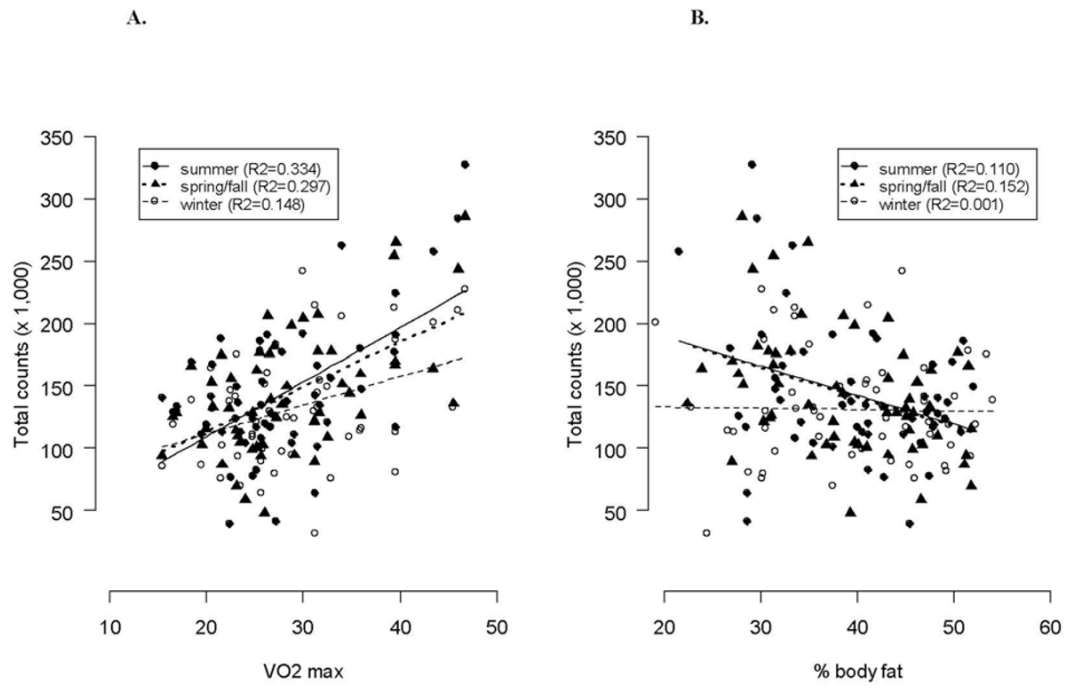 A.
350
300
250
200
150
100
50
Total counts (x 1,000)
summer (R2=0.334)
spring/fall (R2=0.297)
winter (R2=0.148)
10 20 30 40 50
VO2 max
B.
350
300
250
200
150
100
50
Total counts (x 1,000)
summer (R2=0.110)
spring/fall (R2=0.152)
winter (R2=0.001)
20 30 40 50 60
% body fat